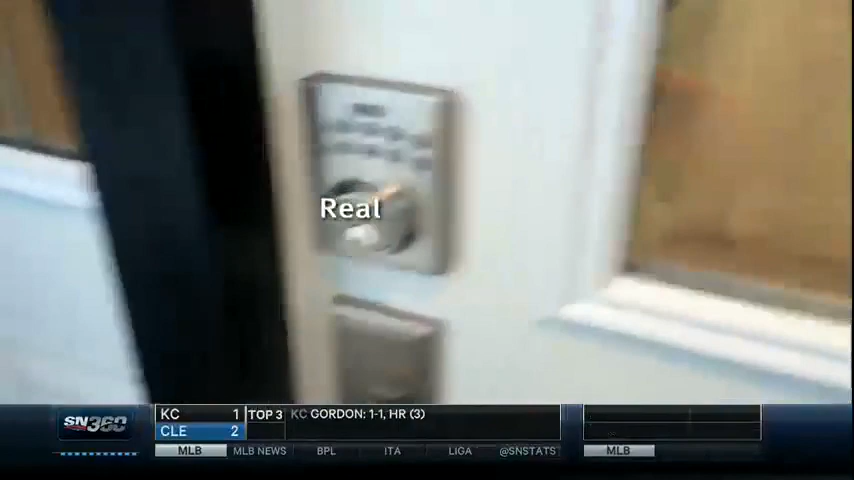 Real
SN360
KC 1 TOP 3 KC GORDON: 1-1, HR (3)
CLE 2
MLB MLB NEWS BPL ITA LIGA @SNSTATS MLB